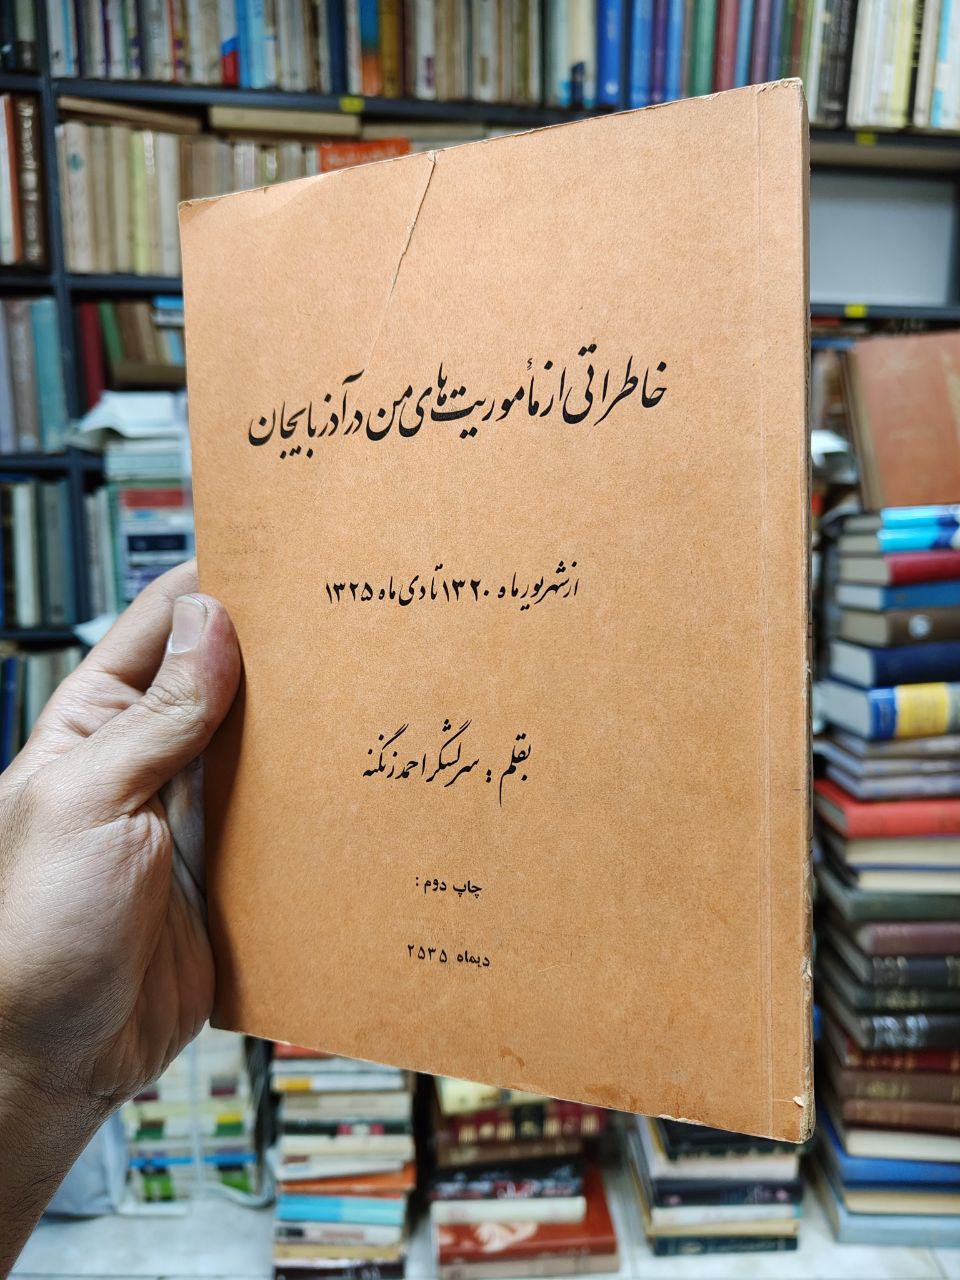 خاطراتی از مأموریت‌های من در آذربایجان
از شهریور ماه ۱۳۲۰ تا دی ماه ۱۳۲۵
بقلم : سرلشگر احمد زنگنه
چاپ دوم :
دیماه ۲۵۳۵